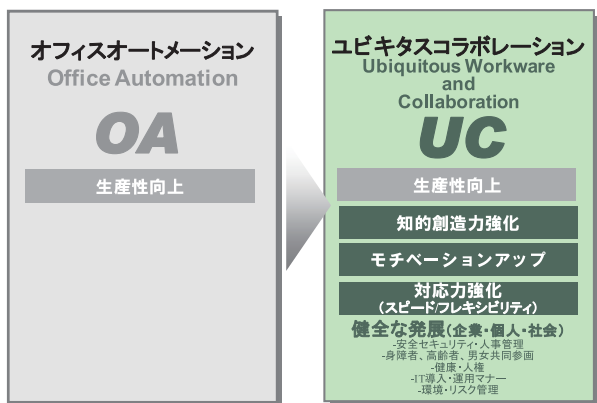 オフィスオートメーション
Office Automation
OA
生産性向上
ユビキタスコラボレーション
Ubiquitous Workware
and
Collaboration
UC
生産性向上
知的創造力強化
モチベーションアップ
対応力強化
（スピード/フレキシビリティ）
健全な発展（企業・個人・社会）
-安全セキュリティ・人事管理
-身障者、高齢者、男女共同参画
-健康・人権
-IT導入・運用マナー
-環境・リスク管理